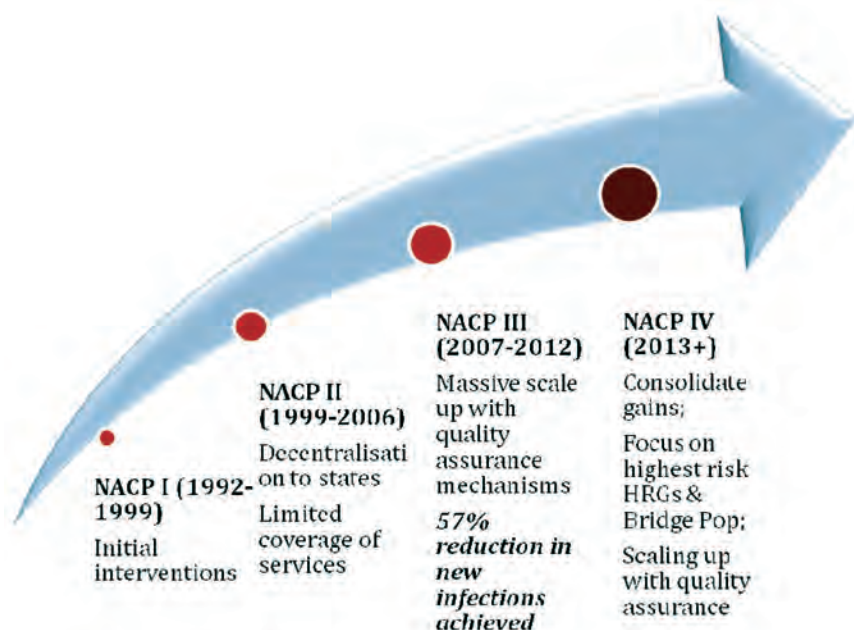 NACP I (1992-
1999)
Initial
interventions
NACP II
(1999-2006)
Decentralisati
on to states
Limited
coverage of
services
NACP III
(2007-2012)
Massive scale
up with
quality
assurance
mechanisms
57%
reduction in
new
infections
achieved
NACP IV
(2013+)
Consolidate
gains;
Focus on
highest risk
HRGs &
Bridge Pop;
Scaling up
with quality
assurance